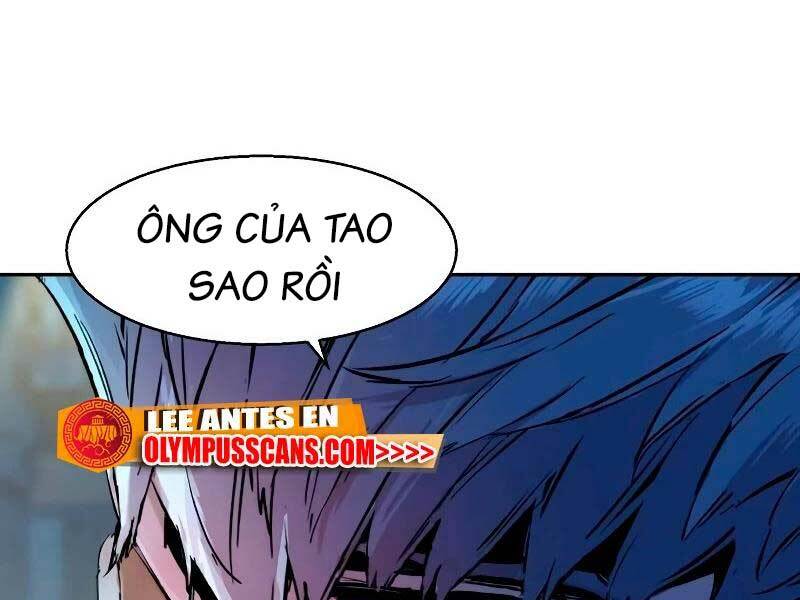 ÔNG CỦA TAO
SAO RỒI
LEE ANTES EN
OLYMPUSSCANS.COM>>>>